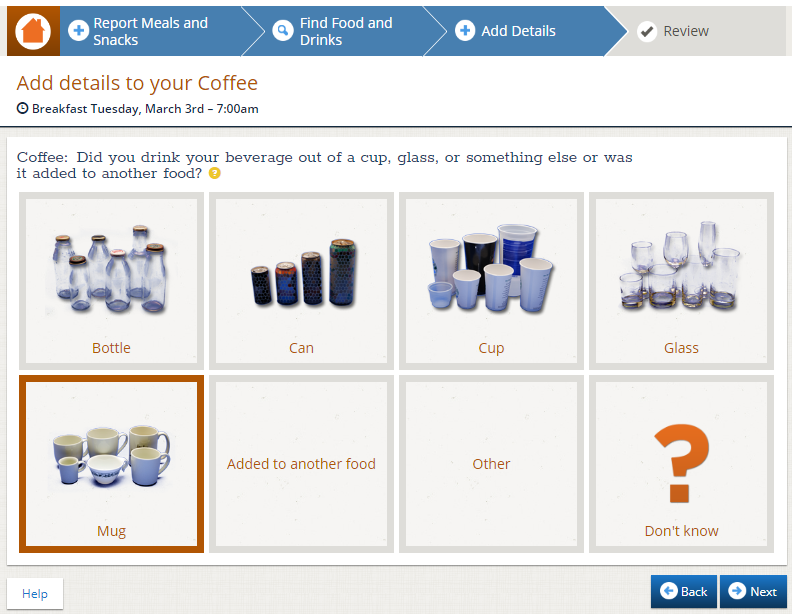 Report Meals and
Snacks
Find Food and
Drinks
Add Details
Review
Add details to your Coffee
Breakfast Tuesday, March 3rd – 7:00am
Coffee: Did you drink your beverage out of a cup, glass, or something else or was
it added to another food? ?
Bottle
Can
Cup
Glass
Mug
Added to another food
Other
?
Don't know
Help
Back
Next